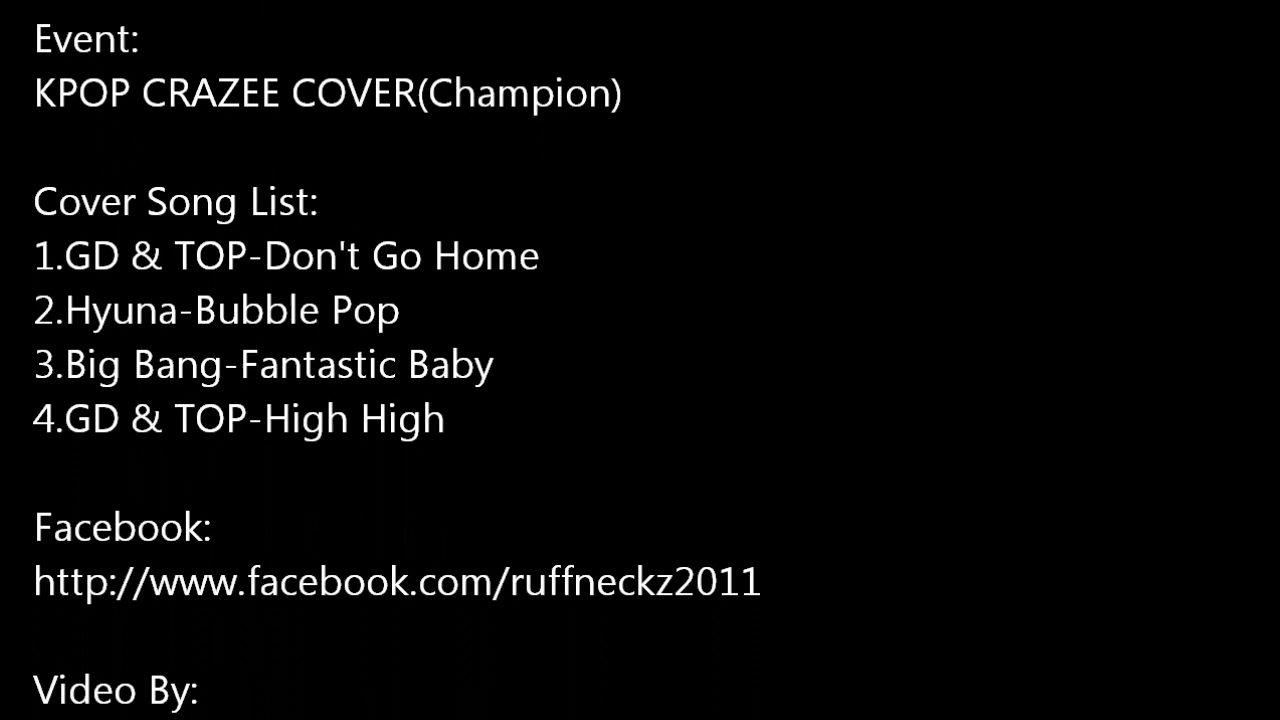 Event:
KPOP CRAZEE COVER(Champion)
Cover Song List:
1.GD & TOP-Don't Go Home
2.Hyuna-Bubble Pop
3.Big Bang-Fantastic Baby
4.GD & TOP-High High
Facebook:
http://www.facebook.com/ruffneckz2011
Video By: